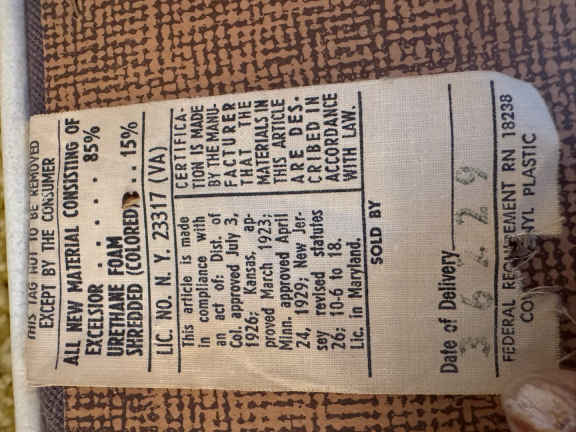 THIS TAG NOT TO BE REMOVED
EXCEPT BY THE CONSUMER
ALL NEW MATERIAL CONSISTING OF
EXCELSIOR . . . . . 85%
URETHANE FOAM
SHREDDED (COLORED) . . 15%
LIC. NO. N. Y. 23317 (VA)
This article is made
in compliance with
an act of: Dist. of
Col. approved July 3,
1926; Kansas, ap-
proved March 1923;
Minn. approved April
24, 1929; New Jer-
sey revised statutes
26; 10-6 to 18.
Lic. in Maryland.
CERTIFICA-
TION IS MADE
BY THE MANU-
FACTURER
THAT THE
MATERIALS IN
THIS ARTICLE
ARE DES-
CRIBED IN
ACCORDANCE
WITH LAW.
SOLD BY
Date of Delivery
FEDERAL RN 18238
PLASTIC